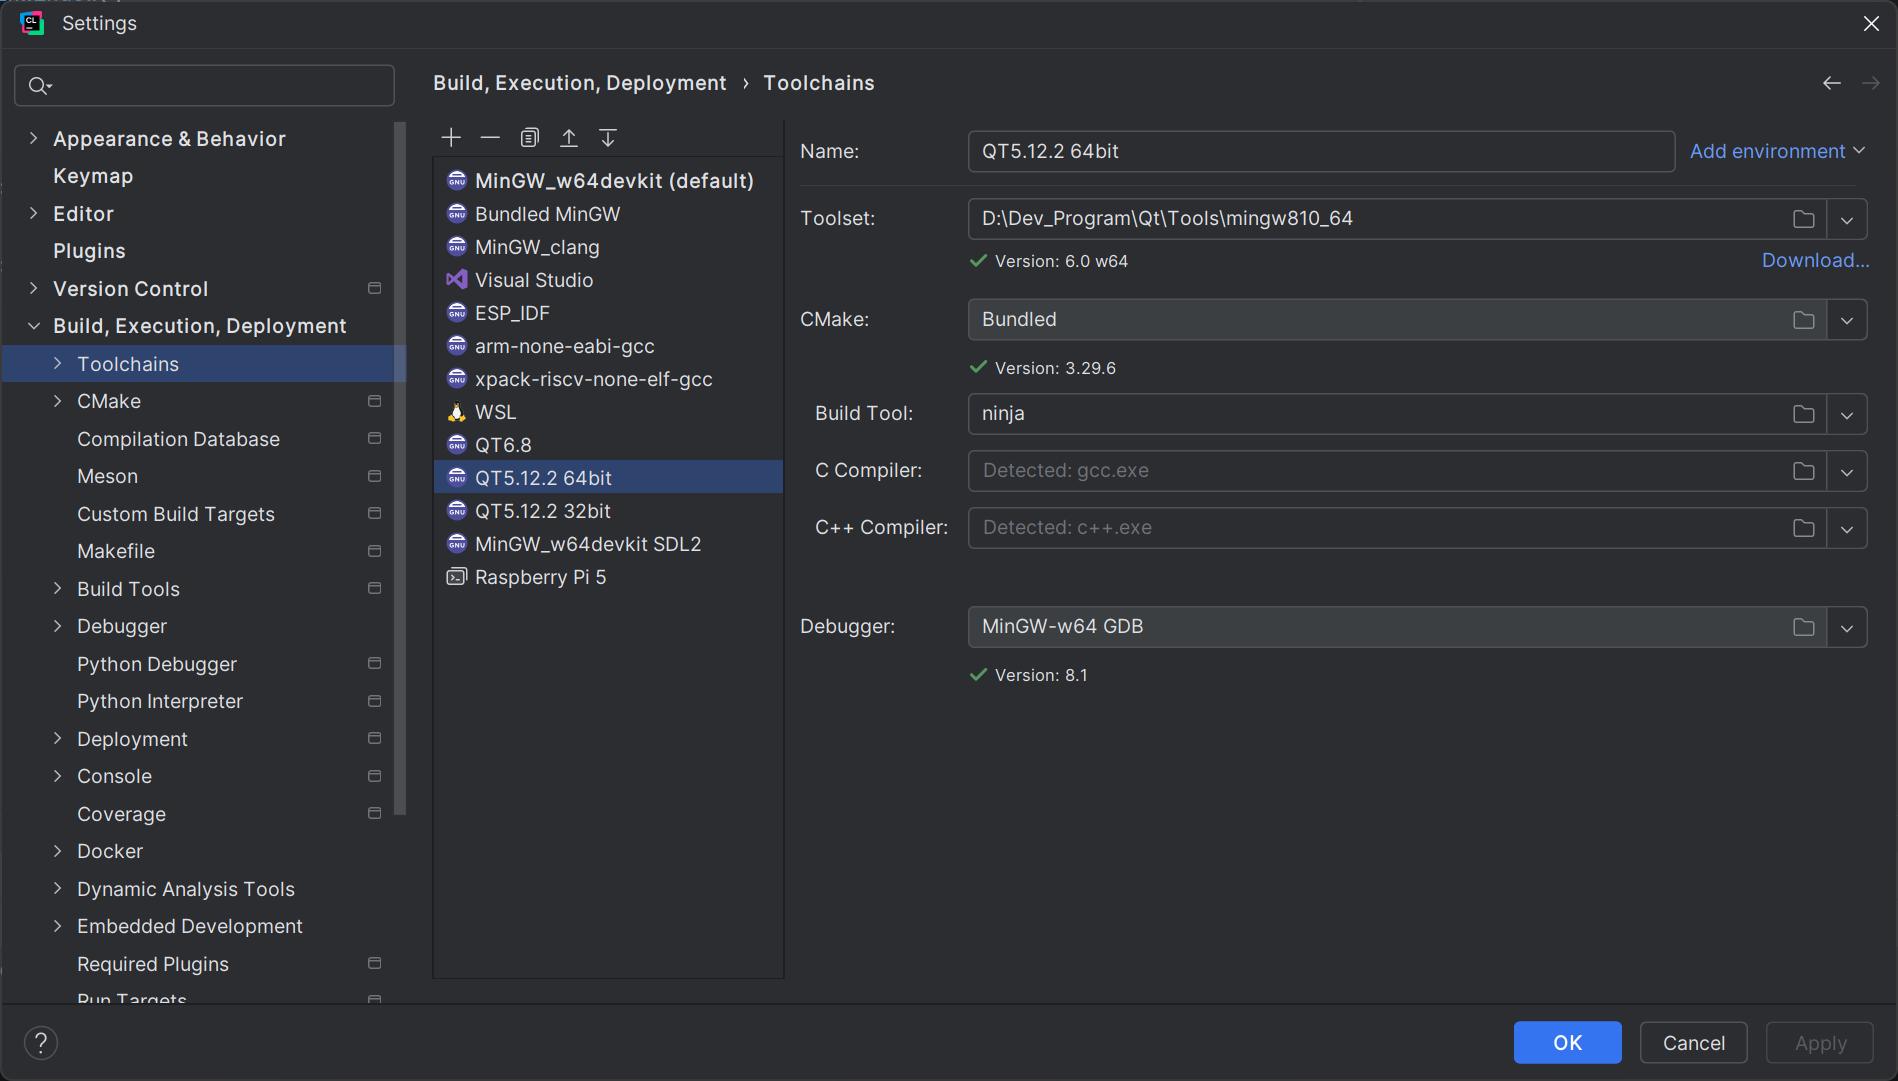 Settings
Build, Execution, Deployment › Toolchains
Appearance & Behavior
Keymap
Editor
Plugins
Version Control
Build, Execution, Deployment
Toolchains
CMake
Compilation Database
Meson
Custom Build Targets
Makefile
Build Tools
Debugger
Python Debugger
Python Interpreter
Deployment
Console
Coverage
Docker
Dynamic Analysis Tools
Embedded Development
Required Plugins
Run Targets
MinGW_w64devkit (default)
Bundled MinGW
MinGW_clang
Visual Studio
ESP_IDF
arm-none-eabi-gcc
xpack-riscv-none-elf-gcc
WSL
QT6.8
QT5.12.2 64bit
QT5.12.2 32bit
MinGW_w64devkit SDL2
Raspberry Pi 5
Name: QT5.12.2 64bit Add environment
Toolset: D:\Dev_Program\Qt\Tools\mingw810_64
Version: 6.0 w64 Download...
CMake: Bundled
Version: 3.29.6
Build Tool: ninja
C Compiler: Detected: gcc.exe
C++ Compiler: Detected: c++.exe
Debugger: MinGW-w64 GDB
Version: 8.1
? OK Cancel Apply